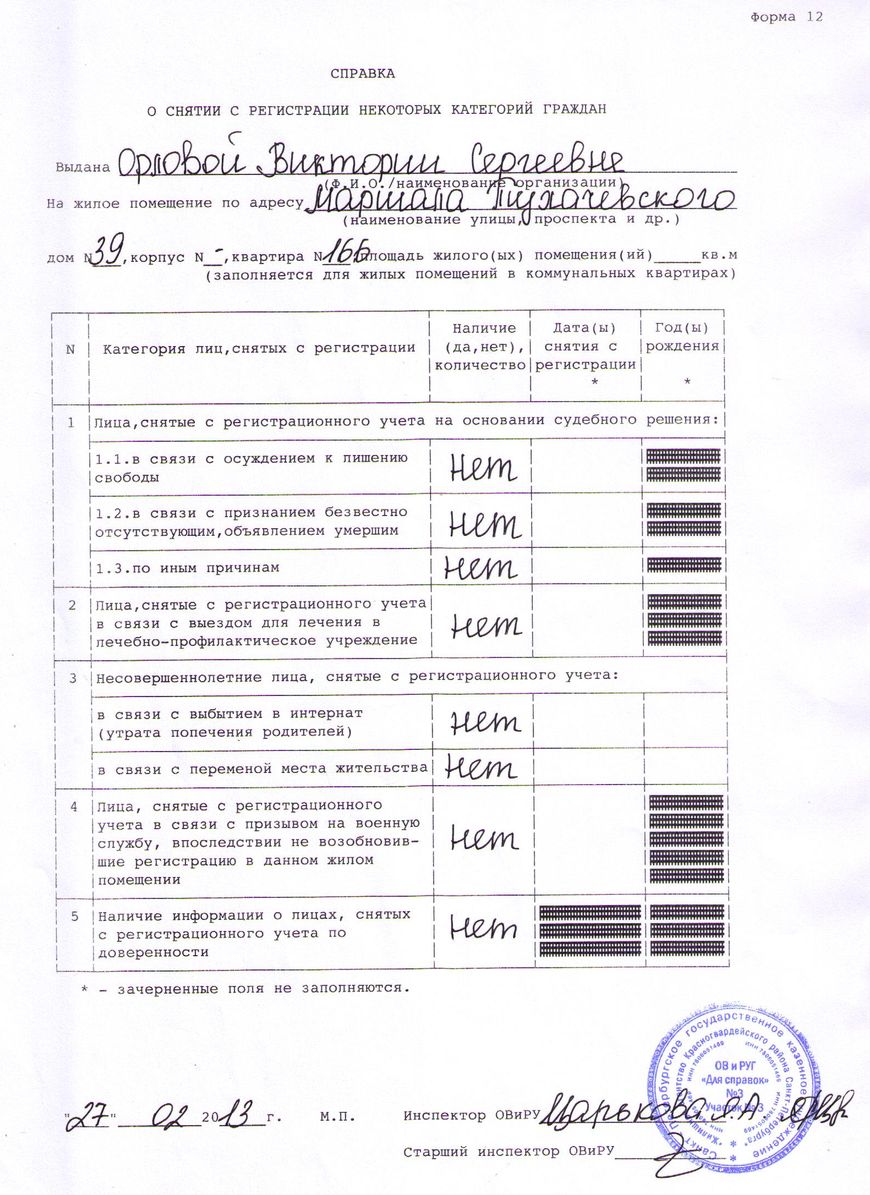 Форма 12
СПРАВКА
О СНЯТИИ С РЕГИСТРАЦИИ НЕКОТОРЫХ КАТЕГОРИЙ ГРАЖДАН
Выдана Орловой Виктории Сергеевне
(Ф.И.О./наименование организации)
На жилое помещение по адресу Маршала Тухачевского
(наименование улицы, проспекта и др.)
дом N 39, корпус N -, квартира N 166 площадь жилого(ых) помещения(ий)_____кв.м
(заполняется для жилых помещений в коммунальных квартирах)
N
Категория лиц,снятых с регистрации
Наличие
(да,нет),
количество
Дата(ы)
снятия с
регистрации
*
Год(ы)
рождения
*
1 Лица,снятые с регистрационного учета на основании судебного решения:
1.1.в связи с осуждением к лишению
свободы
нет
1.2.в связи с признанием безвестно
отсутствующим,объявлением умершим
нет
1.3.по иным причинам нет
2 Лица,снятые с регистрационного учета
в связи с выездом для лечения в
лечебно-профилактическое учреждение
нет
3 Несовершеннолетние лица, снятые с регистрационного учета:
в связи с выбытием в интернат
(утрата попечения родителей)
нет
в связи с переменой места жительства нет
4 Лица, снятые с регистрационного
учета в связи с призывом на военную
службу, впоследствии не возобновив-
шие регистрацию в данном жилом
помещении
нет
5 Наличие информации о лицах, снятых
с регистрационного учета по
доверенности
нет
* - зачерненные поля не заполняются.
"27" 02 2013 г. М.П. Инспектор ОВиРУ Царькова Л.А.
Старший инспектор ОВиРУ
Санкт-Петербургское государственное казенное учреждение
"Жилищное агентство Красногвардейского района Санкт-Петербурга"
ОВ и РУГ
«Для справок»
№3
Участок №3